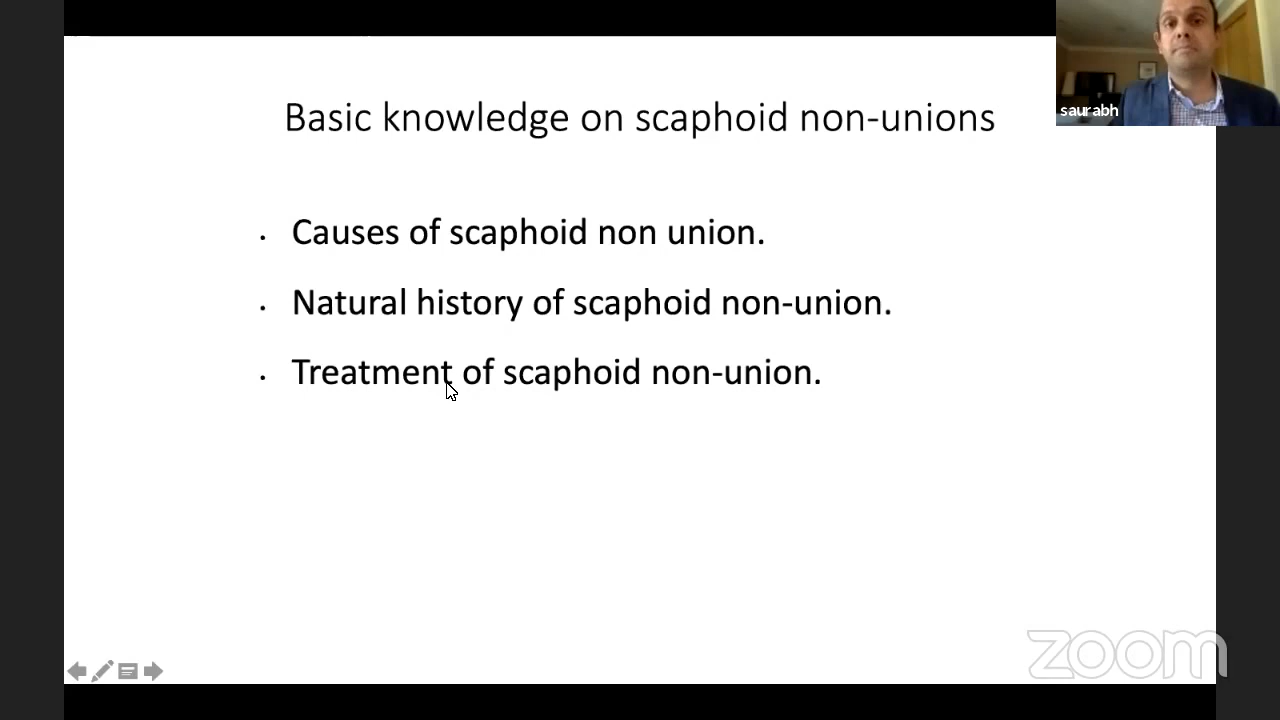 Basic knowledge on scaphoid non-unions
saurabh
• Causes of scaphoid non union.
• Natural history of scaphoid non-union.
• Treatment of scaphoid non-union.
zoom